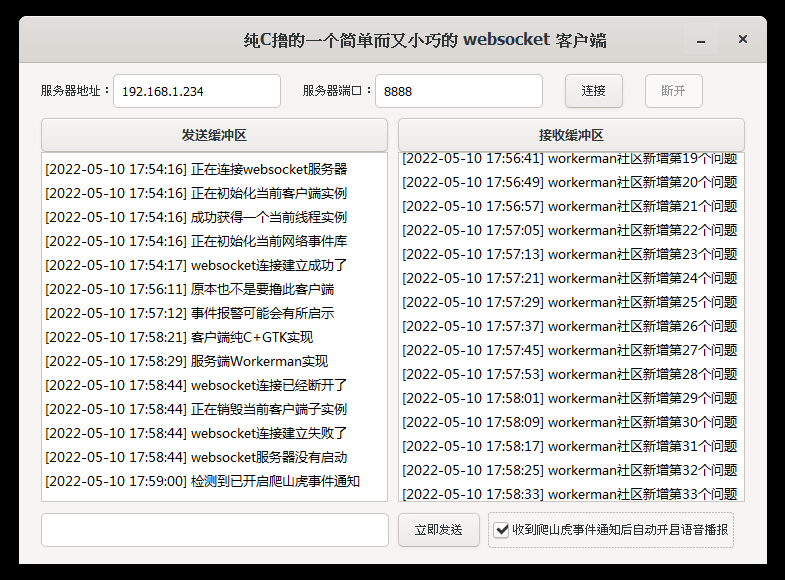 纯C撸的一个简单而又小巧的 websocket 客户端
服务器地址：192.168.1.234 服务器端口：8888 连接 断开
发送缓冲区
[2022-05-10 17:54:16] 正在连接websocket服务器
[2022-05-10 17:54:16] 正在初始化当前客户端实例
[2022-05-10 17:54:16] 成功获得一个当前线程实例
[2022-05-10 17:54:16] 正在初始化当前网络事件库
[2022-05-10 17:54:17] websocket连接建立成功了
[2022-05-10 17:56:11] 原本也不是要撸此客户端
[2022-05-10 17:57:12] 事件报警可能会有所启示
[2022-05-10 17:58:21] 客户端纯C+GTK实现
[2022-05-10 17:58:29] 服务端Workerman实现
[2022-05-10 17:58:44] websocket连接已经断开了
[2022-05-10 17:58:44] 正在销毁当前客户端子实例
[2022-05-10 17:58:44] websocket连接建立失败了
[2022-05-10 17:58:44] websocket服务器没有启动
[2022-05-10 17:59:00] 检测到已开启爬山虎事件通知
接收缓冲区
[2022-05-10 17:56:41] workerman社区新增第19个问题
[2022-05-10 17:56:49] workerman社区新增第20个问题
[2022-05-10 17:56:57] workerman社区新增第21个问题
[2022-05-10 17:57:05] workerman社区新增第22个问题
[2022-05-10 17:57:13] workerman社区新增第23个问题
[2022-05-10 17:57:21] workerman社区新增第24个问题
[2022-05-10 17:57:29] workerman社区新增第25个问题
[2022-05-10 17:57:37] workerman社区新增第26个问题
[2022-05-10 17:57:45] workerman社区新增第27个问题
[2022-05-10 17:57:53] workerman社区新增第28个问题
[2022-05-10 17:58:01] workerman社区新增第29个问题
[2022-05-10 17:58:09] workerman社区新增第30个问题
[2022-05-10 17:58:17] workerman社区新增第31个问题
[2022-05-10 17:58:25] workerman社区新增第32个问题
[2022-05-10 17:58:33] workerman社区新增第33个问题
立即发送 收到爬山虎事件通知后自动开启语音播报